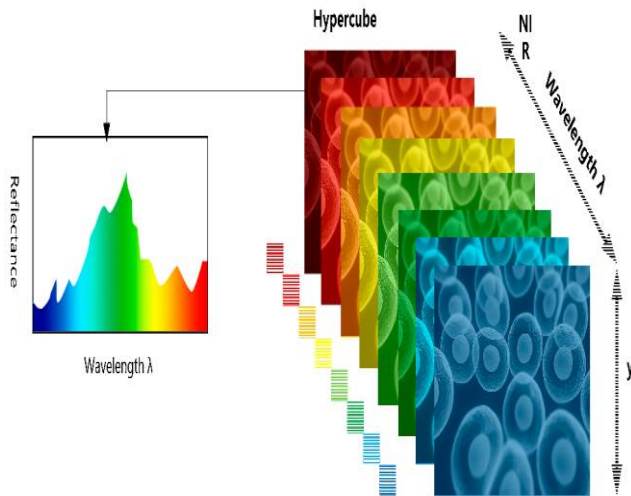 Hypercube
NI
R
Wavelength λ
Reflectance
Wavelength λ
y